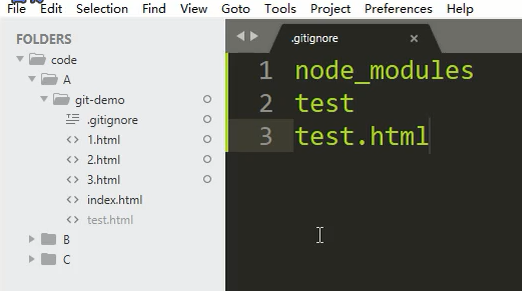 File Edit Selection Find View Goto Tools Project Preferences Help
FOLDERS
code
A
git-demo
.gitignore
1.html
2.html
3.html
index.html
test.html
B
C
.gitignore ×
1 node_modules
2 test
3 test.html